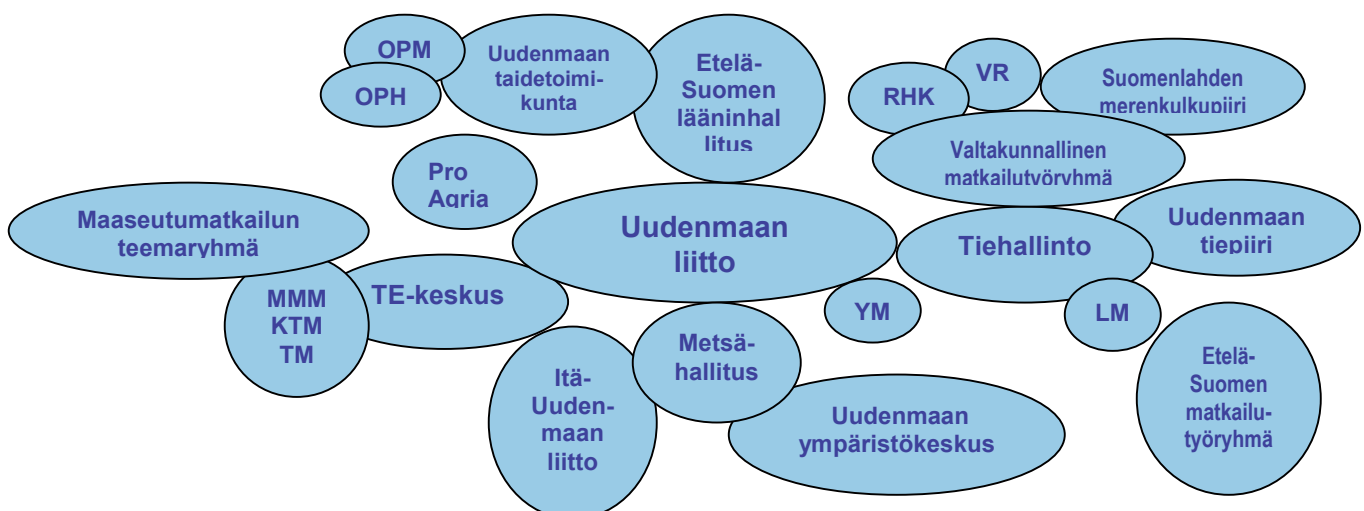 OPM
OPH
Uudenmaan
taidetoimi-
kunta
Etelä-
Suomen
lääninhal
litus
VR
RHK
Suomenlahden
merenkulkupiiri
Valtakunnallinen
matkailutyöryhmä
Pro
Agria
Maaseutumatkailun
teemaryhmä
Uudenmaan
liitto
Tiehallinto
Uudenmaan
tiepiiri
MMM
KTM
TM
TE-keskus
YM
LM
Itä-
Uuden-
maan
liitto
Metsä-
hallitus
Uudenmaan
ympäristökeskus
Etelä-
Suomen
matkailu-
työryhmä